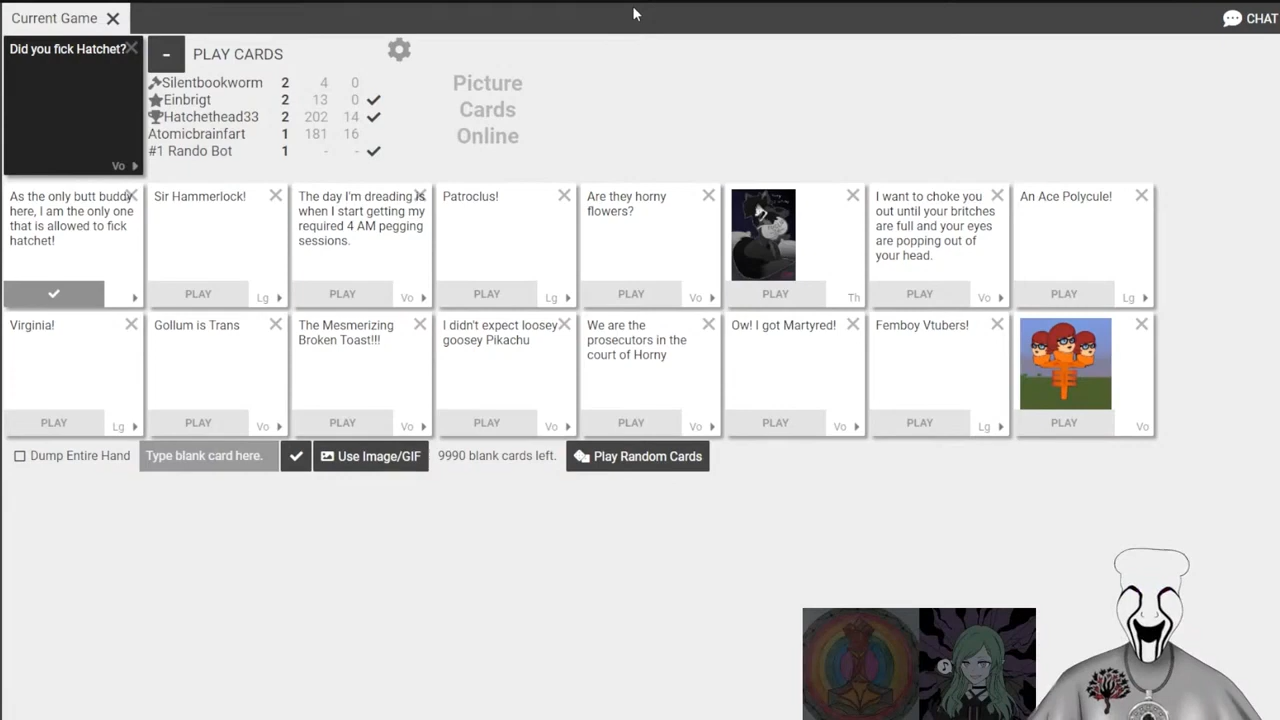 Current Game
CHAT
Did you fick Hatchet?
Vo
-
PLAY CARDS
Silentbookworm 2 4 0
Einbrigt 2 13 0
Hatchethead33 2 202 14
Atomicbrainfart 1 181 16
#1 Rando Bot 1 - -
Picture
Cards
Online
As the only butt buddy
here, I am the only one
that is allowed to fick
hatchet!
Sir Hammerlock!
PLAY
Lg
The day I'm dreading is
when I start getting my
required 4 AM pegging
sessions.
PLAY
Vo
Patroclus!
PLAY
Lg
Are they horny
flowers?
PLAY
Vo
PLAY
Th
I want to choke you
out until your britches
are full and your eyes
are popping out of
your head.
PLAY
Vo
An Ace Polycule!
PLAY
Lg
Virginia!
PLAY
Lg
Gollum is Trans
PLAY
Vo
The Mesmerizing
Broken Toast!!!
PLAY
Vo
I didn't expect loosey
goosey Pikachu
PLAY
Vo
We are the
prosecutors in the
court of Horny
PLAY
Vo
Ow! I got Martyred!
PLAY
Vo
Femboy Vtubers!
PLAY
Lg
PLAY
Vo
Dump Entire Hand
Type blank card here.
Use Image/GIF
9990 blank cards left.
Play Random Cards